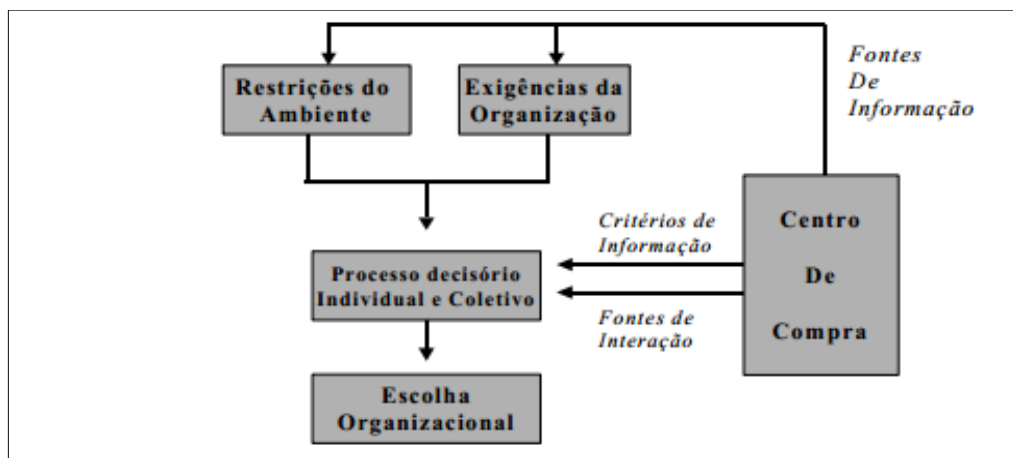 Restrições do
Ambiente
Exigências da
Organização
Fontes
De
Informação
Critérios de
Informação
Centro
De
Compra
Processo decisório
Individual e Coletivo
Fontes de
Interação
Escolha
Organizacional